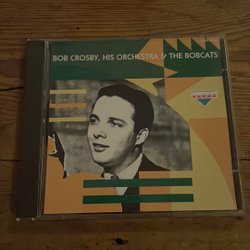 BOB CROSBY, HIS ORCHESTRA & THE BOBCATS